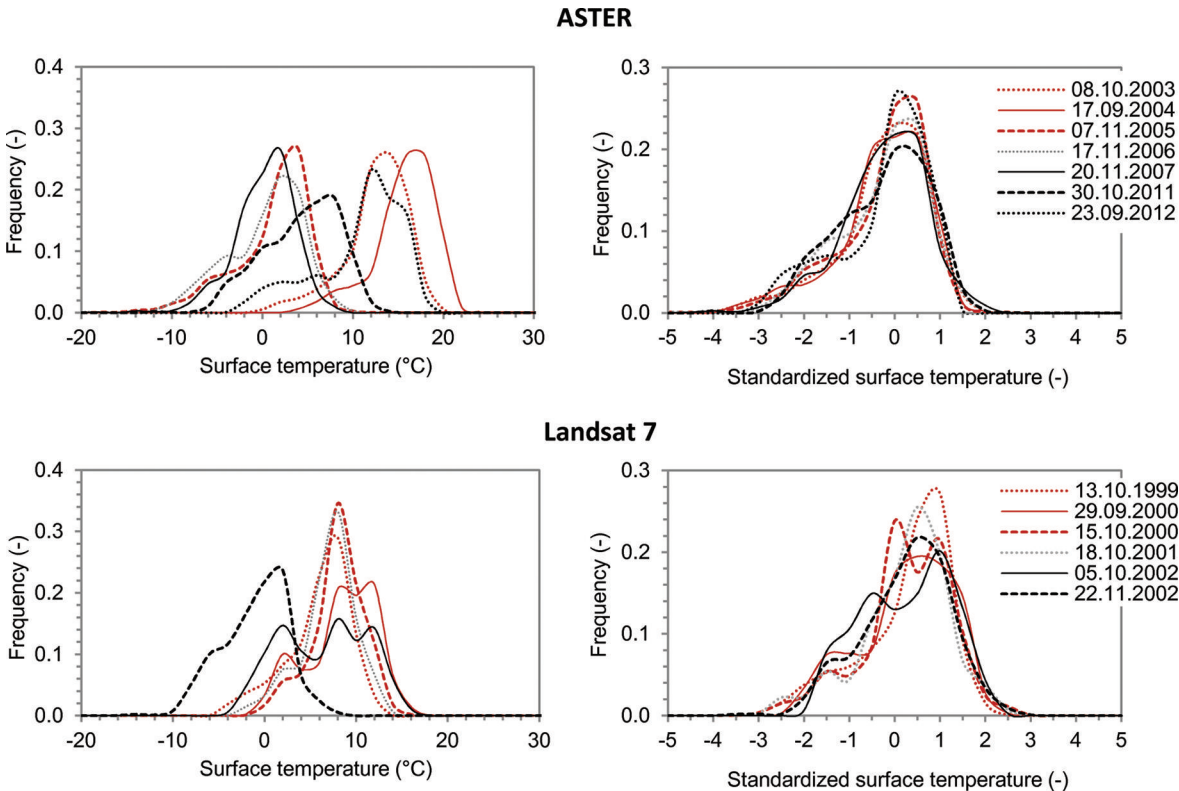 ASTER
Frequency (-)
0.4
0.3
0.2
0.1
0.0
-20 -10 0 10 20 30
Surface temperature (°C)
Frequency (-)
0.3
0.2
0.1
0.0
-5 -4 -3 -2 -1 0 1 2 3 4 5
Standardized surface temperature (-)
08.10.2003
17.09.2004
07.11.2005
17.11.2006
20.11.2007
30.10.2011
23.09.2012
Landsat 7
Frequency (-)
0.4
0.3
0.2
0.1
0.0
-20 -10 0 10 20 30
Surface temperature (°C)
Frequency (-)
0.3
0.2
0.1
0.0
-5 -4 -3 -2 -1 0 1 2 3 4 5
Standardized surface temperature (-)
13.10.1999
29.09.2000
15.10.2000
18.10.2001
05.10.2002
22.11.2002